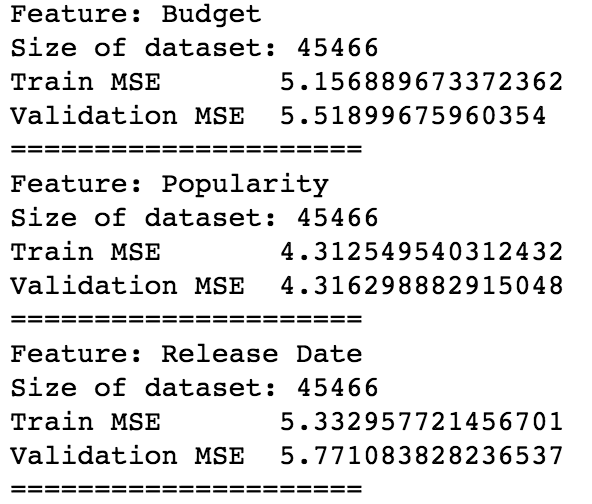 Feature: Budget
Size of dataset: 45466
Train MSE       5.156889673372362
Validation MSE  5.51899675960354
=====================
Feature: Popularity
Size of dataset: 45466
Train MSE       4.312549540312432
Validation MSE  4.316298882915048
=====================
Feature: Release Date
Size of dataset: 45466
Train MSE       5.332957721456701
Validation MSE  5.771083828236537
=====================